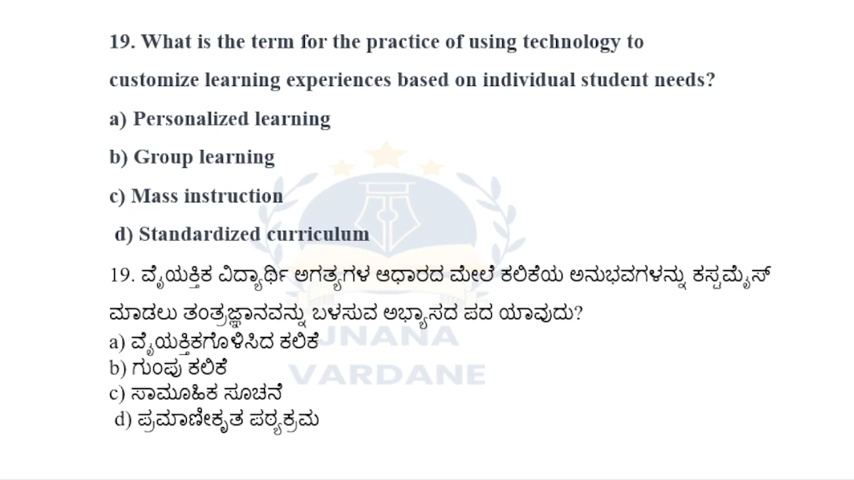 19. What is the term for the practice of using technology to
customize learning experiences based on individual student needs?
a) Personalized learning
b) Group learning
c) Mass instruction
d) Standardized curriculum
19. ವೈಯಕ್ತಿಕ ವಿದ್ಯಾರ್ಥಿ ಅಗತ್ಯಗಳ ಆಧಾರದ ಮೇಲೆ ಕಲಿಕೆಯ ಅನುಭವಗಳನ್ನು ಕಸ್ಟಮೈಸ್
ಮಾಡಲು ತಂತ್ರಜ್ಞಾನವನ್ನು ಬಳಸುವ ಅಭ್ಯಾಸದ ಪದ ಯಾವುದು?
a) ವೈಯಕ್ತಿಕಗೊಳಿಸಿದ ಕಲಿಕೆ
b) ಗುಂಪು ಕಲಿಕೆ
c) ಸಾಮೂಹಿಕ ಸೂಚನೆ
d) ಪ್ರಮಾಣೀಕೃತ ಪಠ್ಯಕ್ರಮ
JNANA
VARDANE